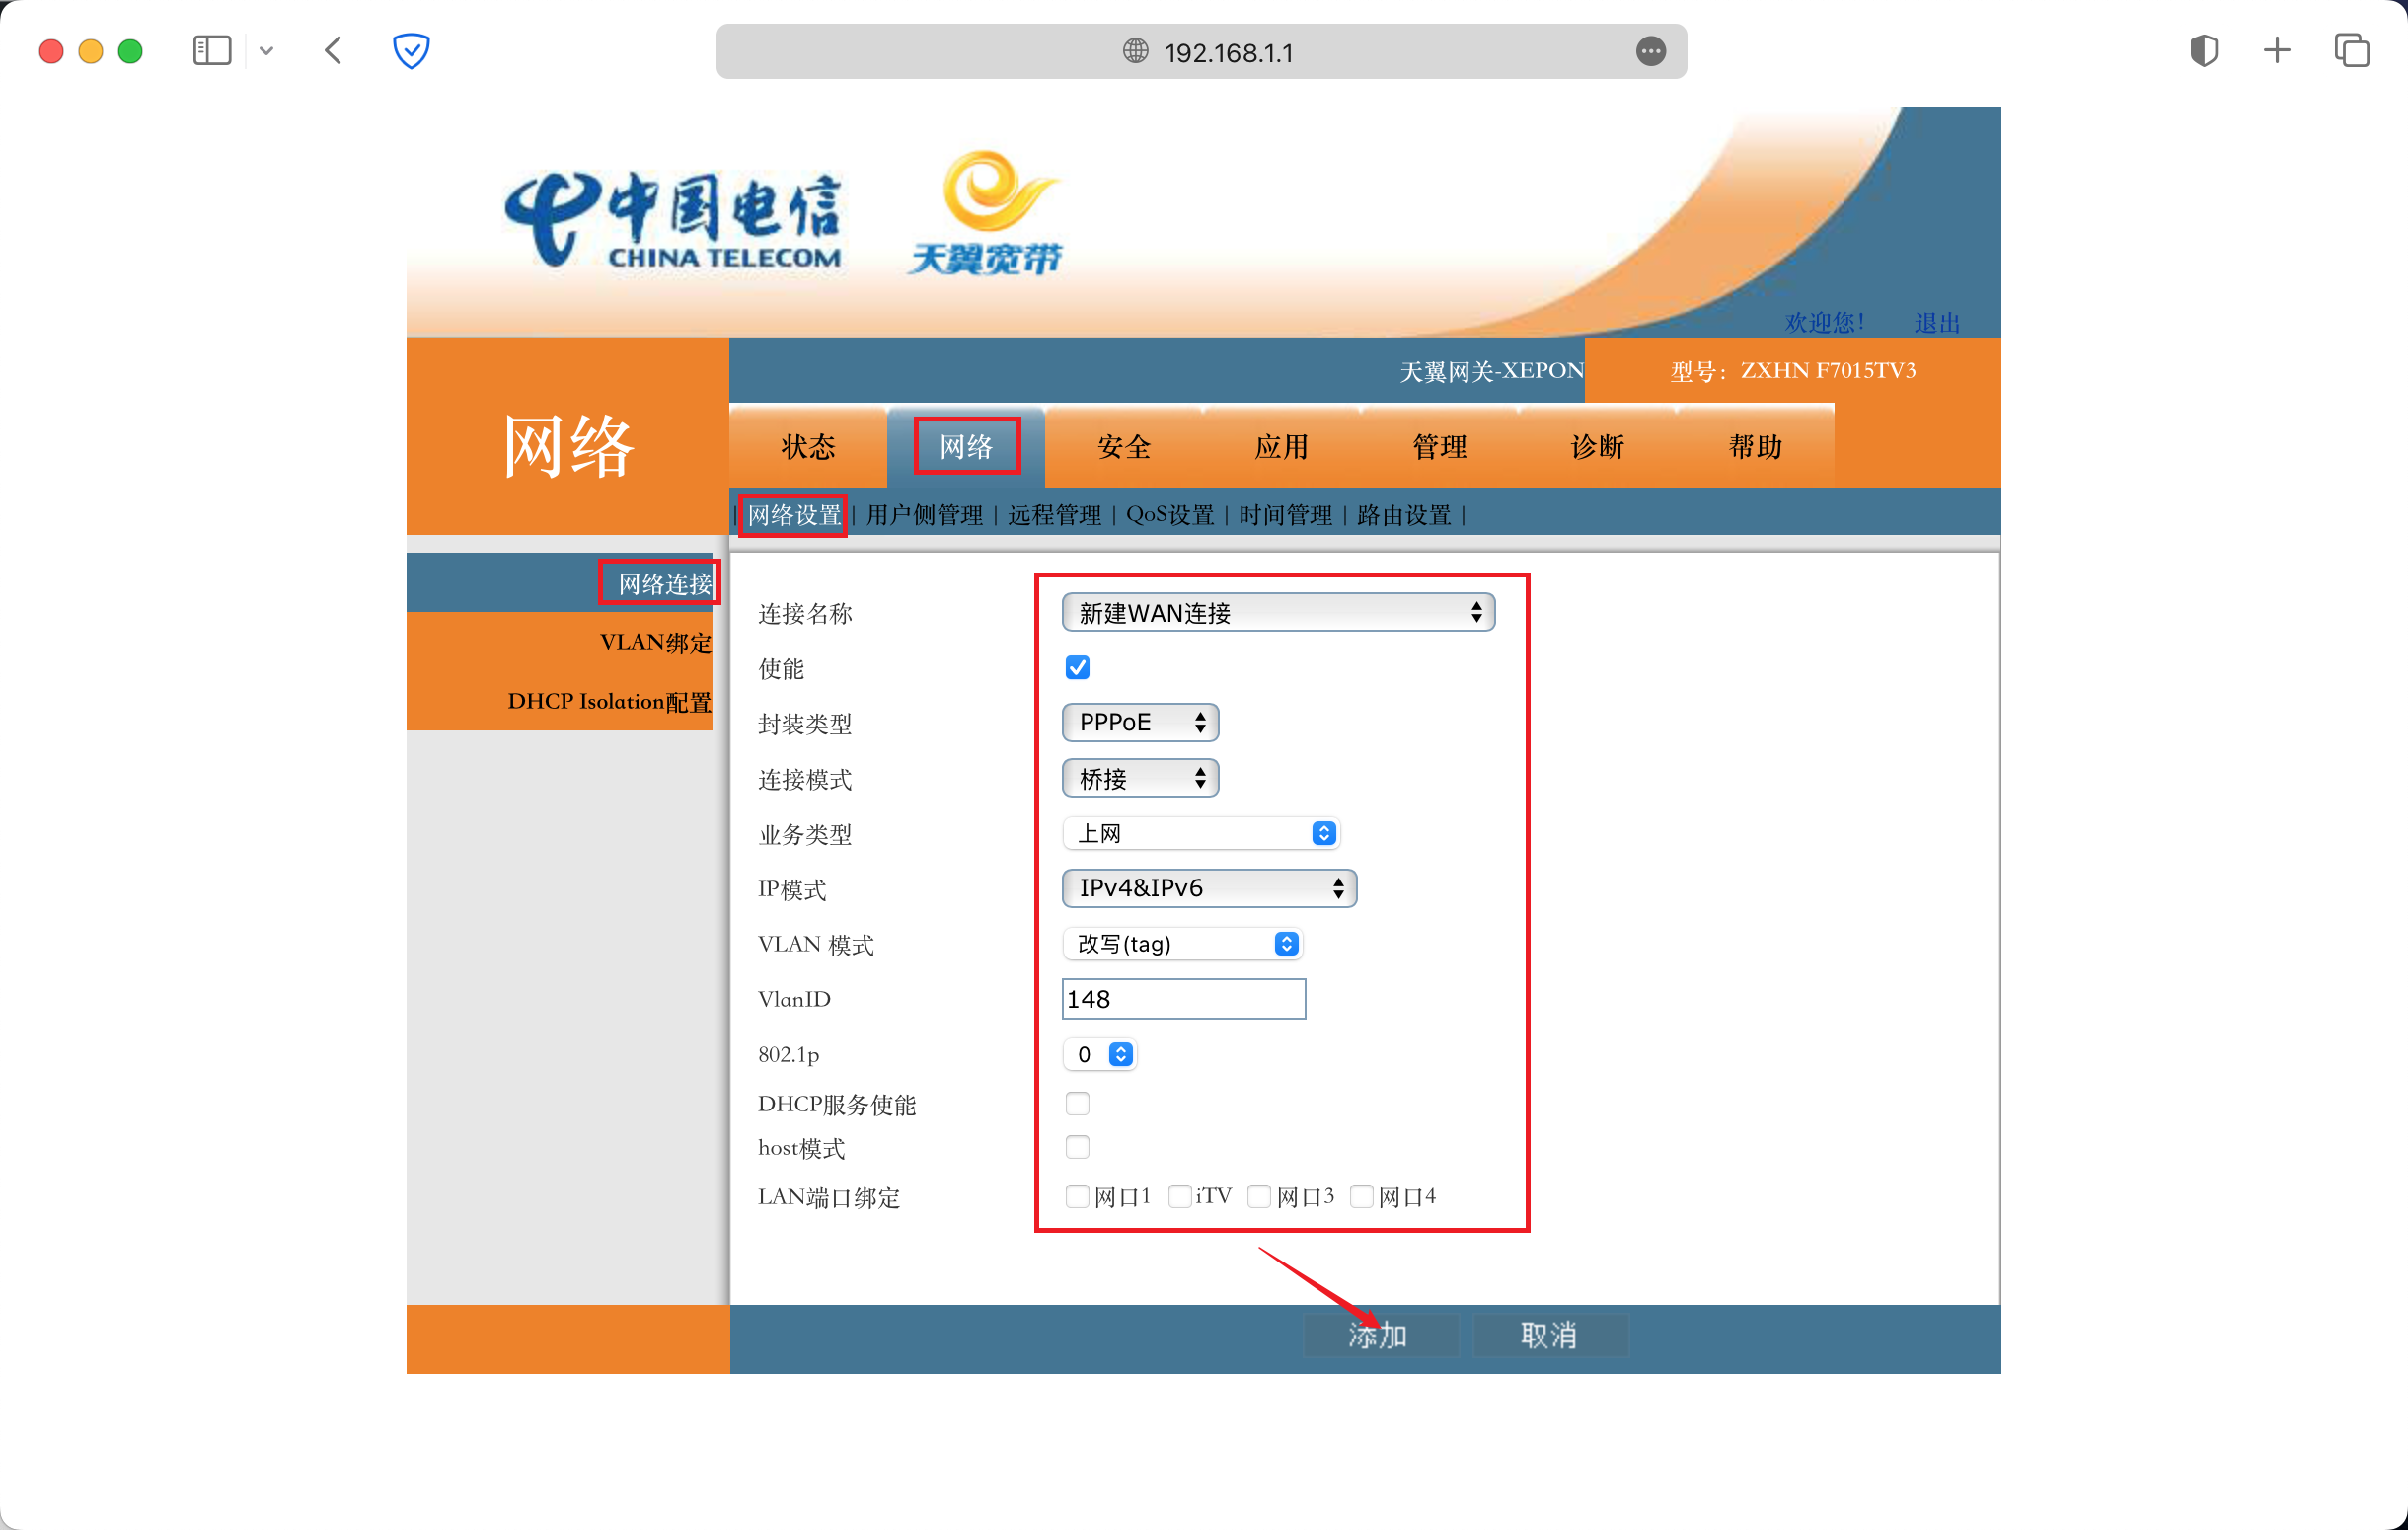 192.168.1.1
中国电信
CHINA TELECOM
天翼宽带
欢迎您! 退出
天翼网关-XEPON 型号: ZXHN F7015TV3
网络
状态 网络 安全 应用 管理 诊断 帮助
| 网络设置 | 用户侧管理 | 远程管理 | QoS设置 | 时间管理 | 路由设置 |
网络连接
VLAN绑定
DHCP Isolation配置
连接名称 新建WAN连接
使能
封装类型 PPPoE
连接模式 桥接
业务类型 上网
IP模式 IPv4&IPv6
VLAN 模式 改写(tag)
VlanID 148
802.1p 0
DHCP服务使能
host模式
LAN端口绑定 网口1 iTV 网口3 网口4
添加 取消